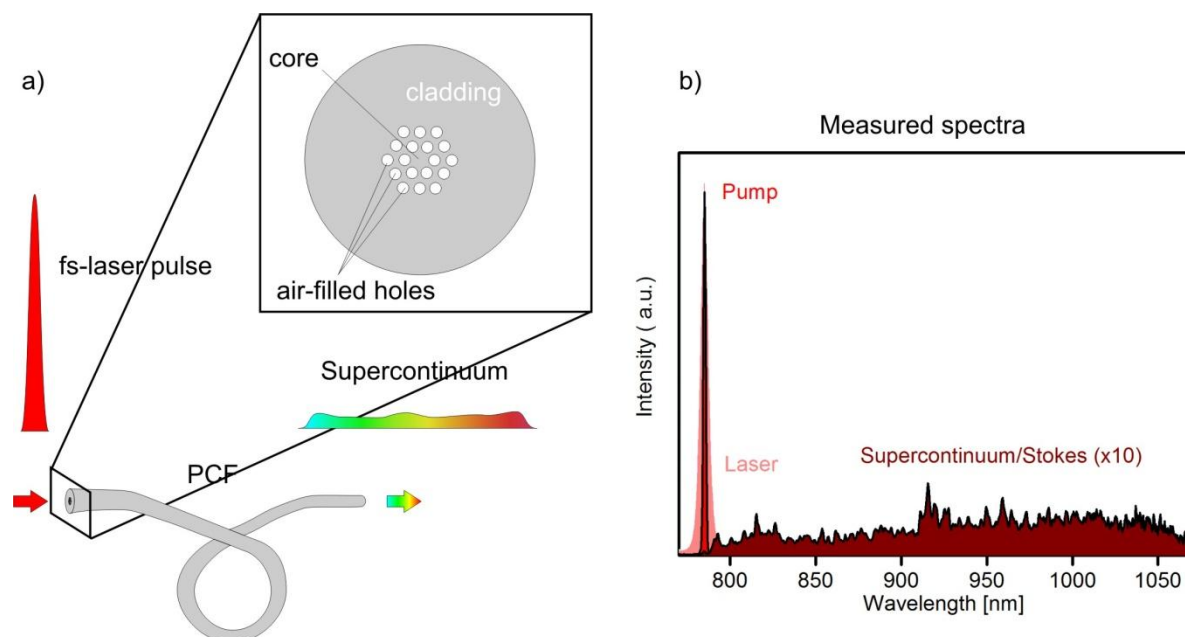 a)
core
cladding
air-filled holes
fs-laser pulse
Supercontinuum
PCF
b)
Measured spectra
Pump
Laser
Supercontinuum/Stokes (x10)
Intensity ( a.u.)
800 850 900 950 1000 1050
Wavelength [nm]